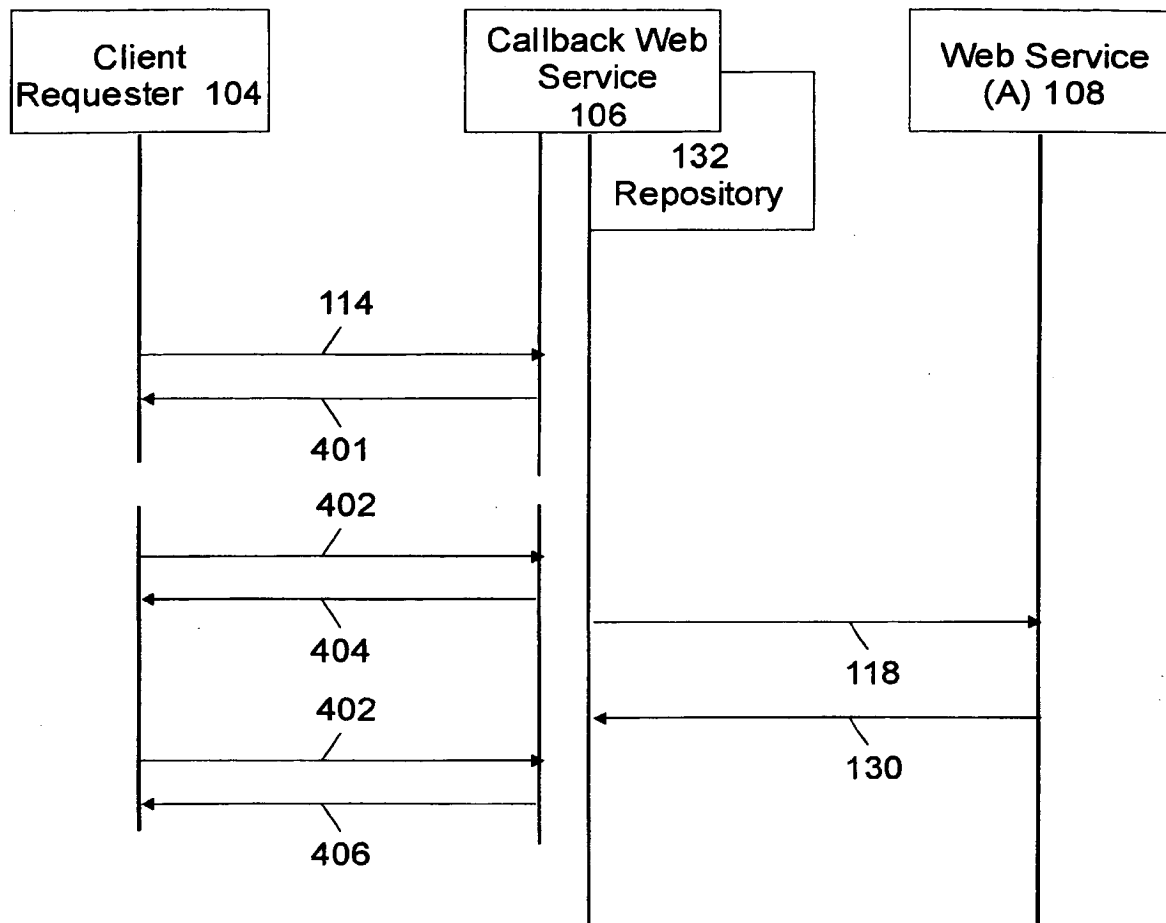 Client
Requester 104
Callback Web
Service
106
Web Service
(A) 108
132
Repository
114
401
402
404
118
402
130
406